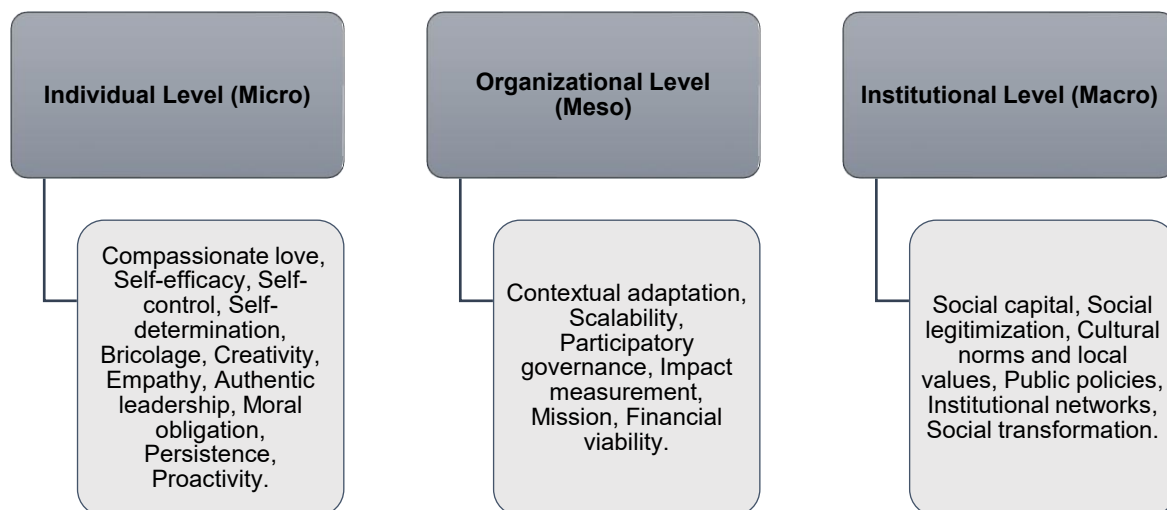 Individual Level (Micro)
Compassionate love,
Self-efficacy, Self-
control, Self-
determination,
Bricolage, Creativity,
Empathy, Authentic
leadership, Moral
obligation,
Persistence,
Proactivity.
Organizational Level
(Meso)
Contextual adaptation,
Scalability,
Participatory
governance, Impact
measurement,
Mission, Financial
viability.
Institutional Level (Macro)
Social capital, Social
legitimization, Cultural
norms and local
values, Public policies,
Institutional networks,
Social transformation.